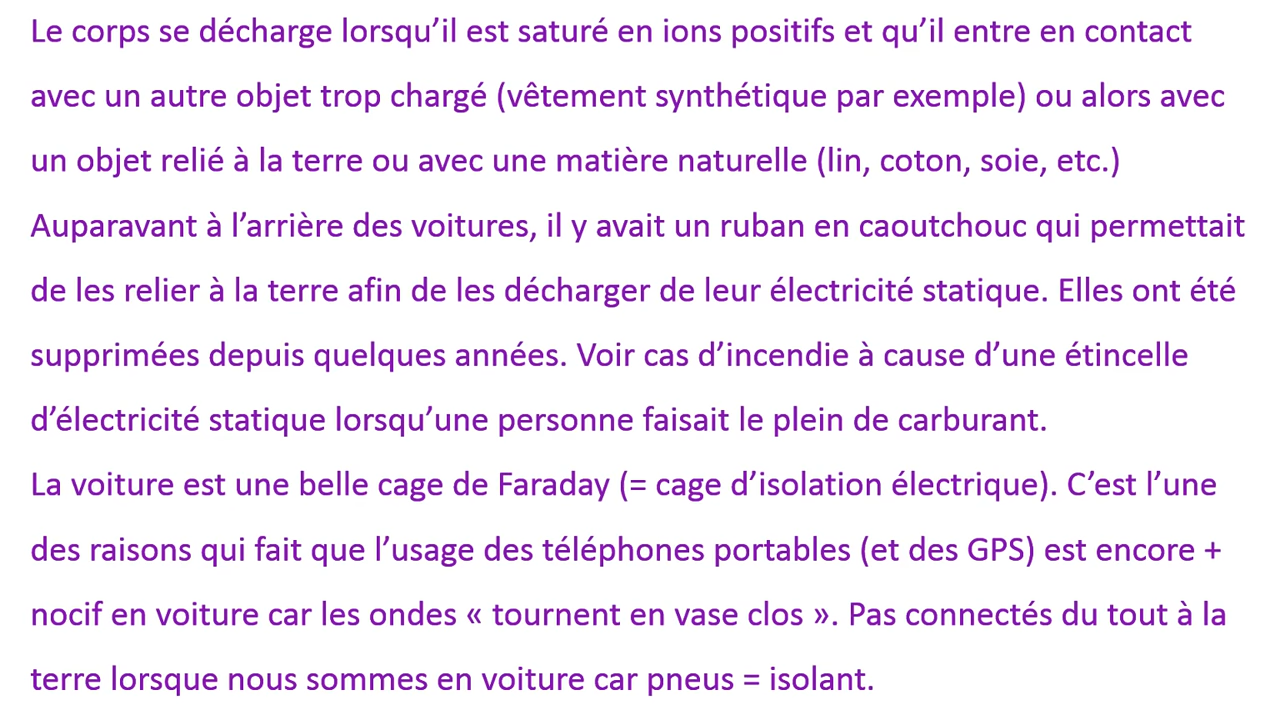 Le corps se décharge lorsqu’il est saturé en ions positifs et qu’il entre en contact
avec un autre objet trop chargé (vêtement synthétique par exemple) ou alors avec
un objet relié à la terre ou avec une matière naturelle (lin, coton, soie, etc.)
Auparavant à l’arrière des voitures, il y avait un ruban en caoutchouc qui permettait
de les relier à la terre afin de les décharger de leur électricité statique. Elles ont été
supprimées depuis quelques années. Voir cas d’incendie à cause d’une étincelle
d’électricité statique lorsqu’une personne faisait le plein de carburant.
La voiture est une belle cage de Faraday (= cage d’isolation électrique). C’est l’une
des raisons qui fait que l’usage des téléphones portables (et des GPS) est encore +
nocif en voiture car les ondes « tournent en vase clos ». Pas connectés du tout à la
terre lorsque nous sommes en voiture car pneus = isolant.